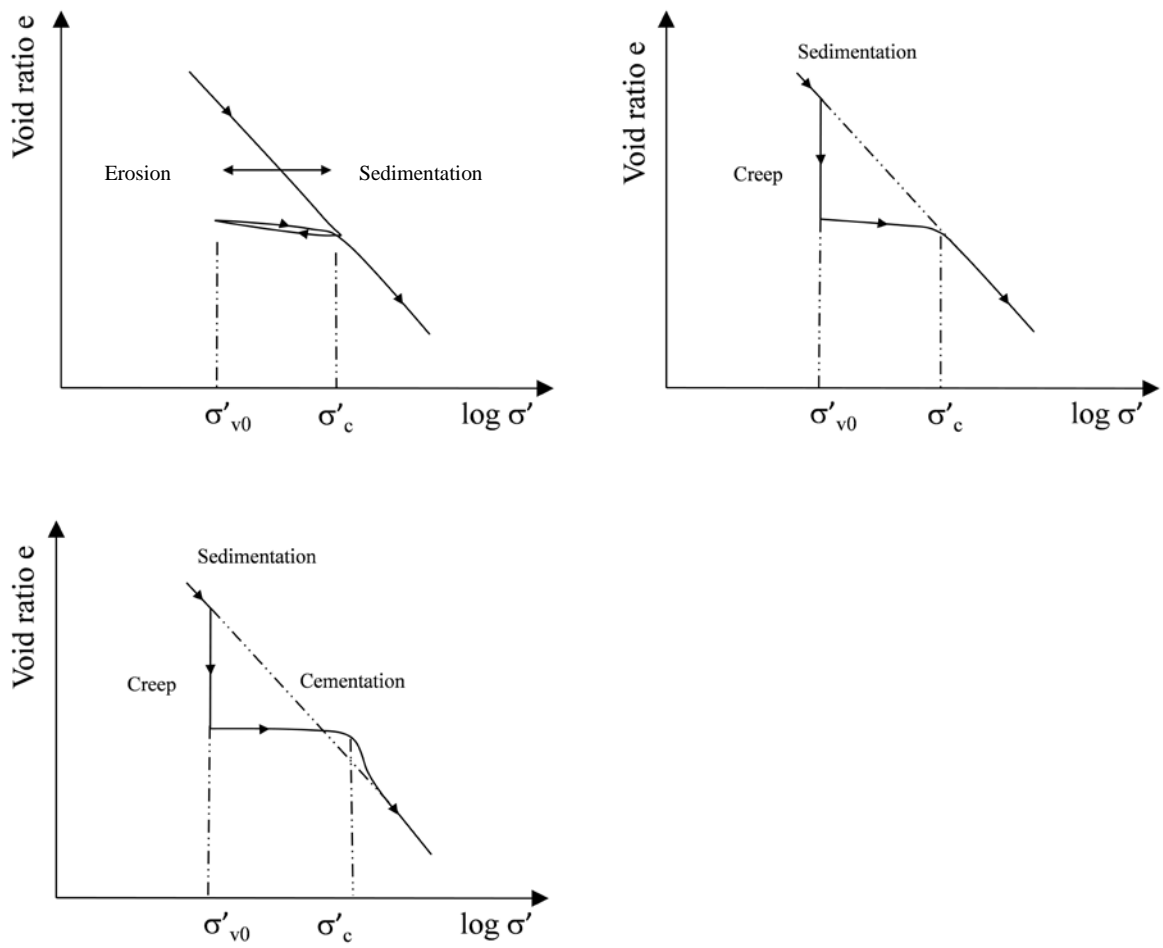 Void ratio e
Erosion
Sedimentation
σ′v0
σ′c
log σ′
Void ratio e
Sedimentation
Creep
σ′v0
σ′c
log σ′
Void ratio e
Sedimentation
Creep
Cementation
σ′v0
σ′c
log σ′